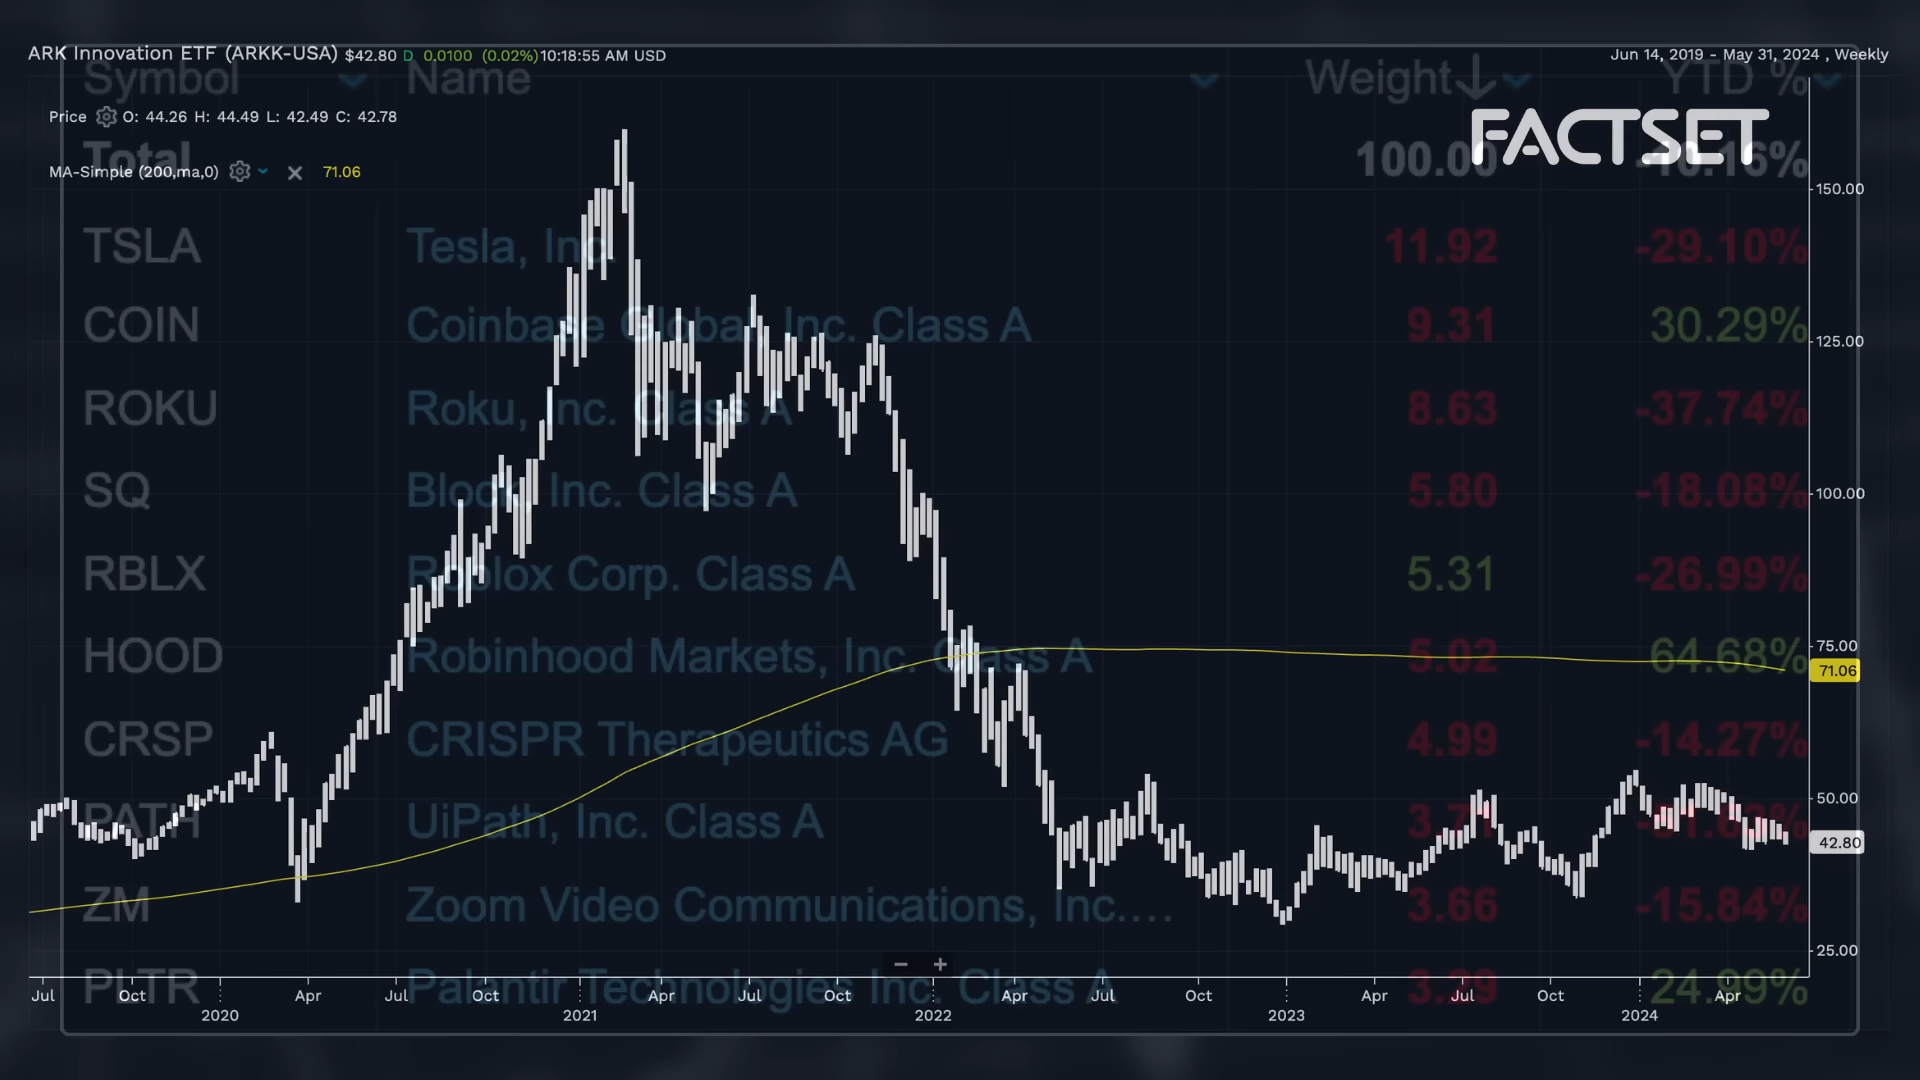 ARK Innovation ETF (ARKK-USA) $42.80 D 0.0100 (0.02%) 10:18:55 AM USD
Jun 14, 2019 - May 31, 2024 , Weekly
Symbol Name Weight YTD %
Price O: 44.26 H: 44.49 L: 42.49 C: 42.78
FACTSET
Total 100.00
MA-Simple (200,ma,0) 71.06
150.00
TSLA Tesla, Inc. 11.92 -29.10%
COIN Coinbase Global, Inc. Class A 9.31 30.29%
125.00
ROKU Roku, Inc. Class A 8.63 -37.74%
SQ Block, Inc. Class A 5.80 -18.08%
100.00
RBLX Roblox Corp. Class A 5.31 -26.99%
HOOD Robinhood Markets, Inc. Class A 5.02 64.68%
75.00
71.06
CRSP CRISPR Therapeutics AG 4.99 -14.27%
50.00
PATH UiPath, Inc. Class A
42.80
ZM Zoom Video Communications, Inc.... 3.66 -15.84%
25.00
PLTR Palantir Technologies Inc. Class A 24.99%
Jul Oct Apr Jul Oct Apr Jul Oct Apr Jul Oct Apr Jul Oct Apr
2020 2021 2022 2023 2024